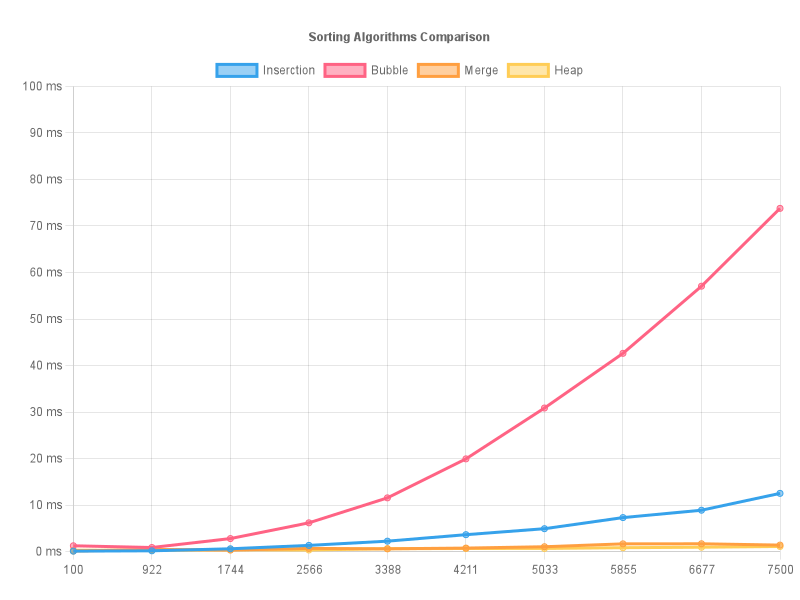 Sorting Algorithms Comparison
Inserction Bubble Merge Heap
100 ms
90 ms
80 ms
70 ms
60 ms
50 ms
40 ms
30 ms
20 ms
10 ms
0 ms
100 922 1744 2566 3388 4211 5033 5855 6677 7500